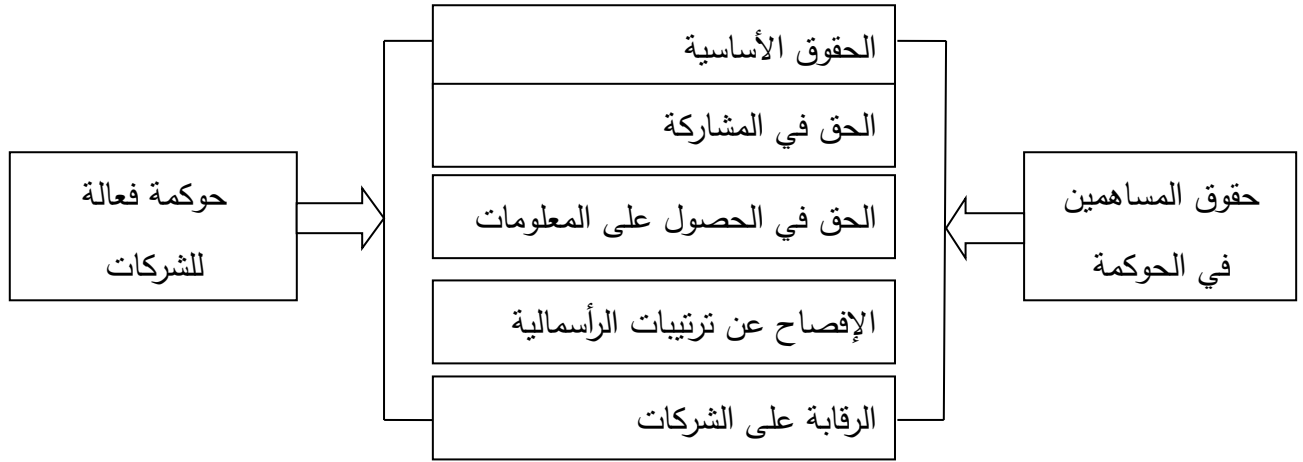 الحقوق الأساسية
الحق في المشاركة
حقوق المساهمين
في الحوكمة
الحق في الحصول على المعلومات
حوكمة فعالة
للشركات
الإفصاح عن ترتيبات الرأسمالية
الرقابة على الشركات